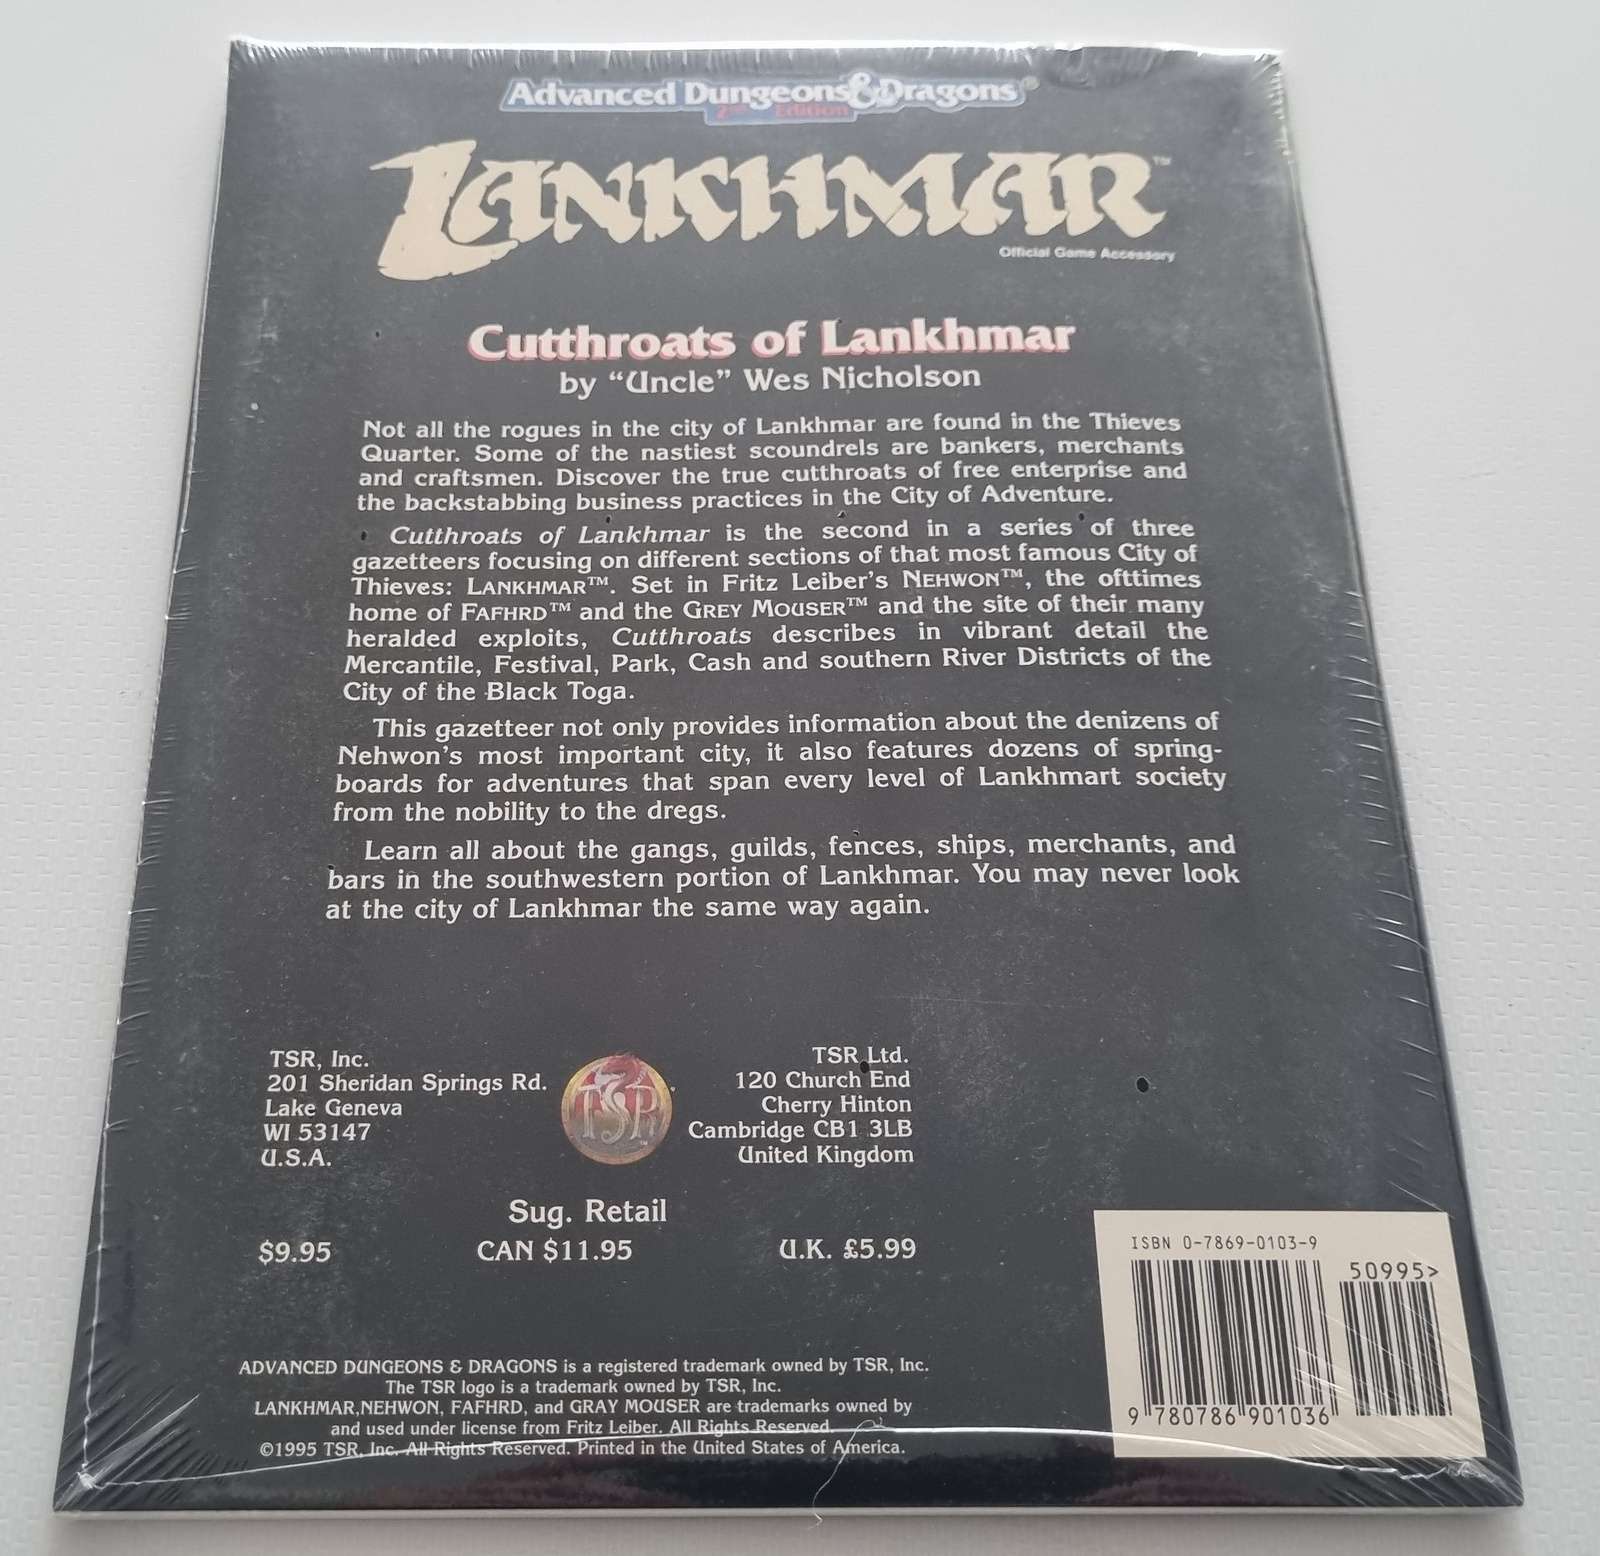 Advanced Dungeons & Dragons®
2nd Edition
LANKHMAR™
Official Game Accessory
Cutthroats of Lankhmar
by “Uncle” Wes Nicholson
Not all the rogues in the city of Lankhmar are found in the Thieves
Quarter. Some of the nastiest scoundrels are bankers, merchants
and craftsmen. Discover the true cutthroats of free enterprise and
the backstabbing business practices in the City of Adventure.
Cutthroats of Lankhmar is the second in a series of three
gazetteers focusing on different sections of that most famous City of
Thieves: LANKHMAR™. Set in Fritz Leiber's NEHWON™, the ofttimes
home of FAFHRD™ and the GREY MOUSER™ and the site of their many
heralded exploits, Cutthroats describes in vibrant detail the
Mercantile, Festival, Park, Cash and southern River Districts of the
City of the Black Toga.
This gazetteer not only provides information about the denizens of
Nehwon's most important city, it also features dozens of spring-
boards for adventures that span every level of Lankhmart society
from the nobility to the dregs.
Learn all about the gangs, guilds, fences, ships, merchants, and
bars in the southwestern portion of Lankhmar. You may never look
at the city of Lankhmar the same way again.
TSR, Inc.
201 Sheridan Springs Rd.
Lake Geneva
WI 53147
U.S.A.
TSR™
TSR Ltd.
120 Church End
Cherry Hinton
Cambridge CB1 3LB
United Kingdom
Sug. Retail
$9.95 CAN $11.95 U.K. £5.99
ISBN 0-7869-0103-9
50995>
9 780786 901036
ADVANCED DUNGEONS & DRAGONS is a registered trademark owned by TSR, Inc.
The TSR logo is a trademark owned by TSR, Inc.
LANKHMAR,NEHWON, FAFHRD, and GRAY MOUSER are trademarks owned by
and used under license from Fritz Leiber. All Rights Reserved.
©1995 TSR, Inc. All Rights Reserved. Printed in the United States of America.